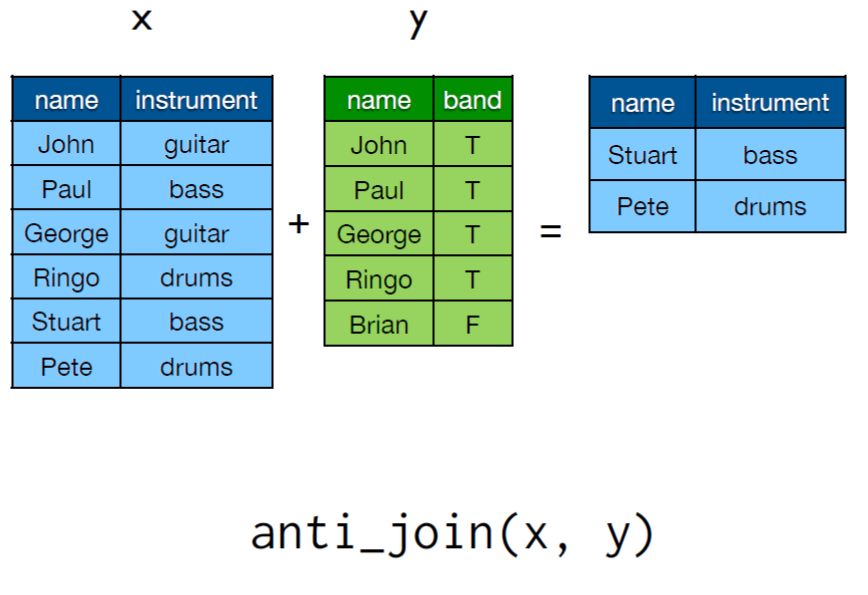 x y
name instrument
John guitar
Paul bass
George guitar
Ringo drums
Stuart bass
Pete drums
+
name band
John T
Paul T
George T
Ringo T
Brian F
=
name instrument
Stuart bass
Pete drums
anti_join(x, y)